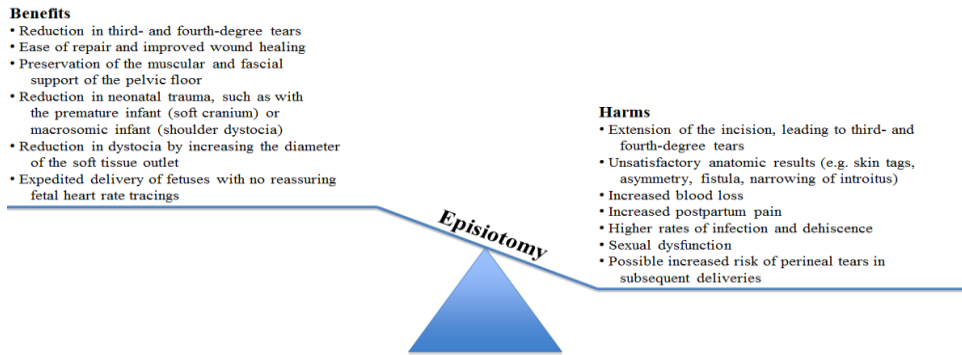 Benefits
• Reduction in third- and fourth-degree tears
• Ease of repair and improved wound healing
• Preservation of the muscular and fascial
support of the pelvic floor
• Reduction in neonatal trauma, such as with
the premature infant (soft cranium) or
macrosomic infant (shoulder dystocia)
• Reduction in dystocia by increasing the diameter
of the soft tissue outlet
• Expedited delivery of fetuses with no reassuring
fetal heart rate tracings
Episiotomy
Harms
• Extension of the incision, leading to third- and
fourth-degree tears
• Unsatisfactory anatomic results (e.g. skin tags,
asymmetry, fistula, narrowing of introitus)
• Increased blood loss
• Increased postpartum pain
• Higher rates of infection and dehiscence
• Sexual dysfunction
• Possible increased risk of perineal tears in
subsequent deliveries